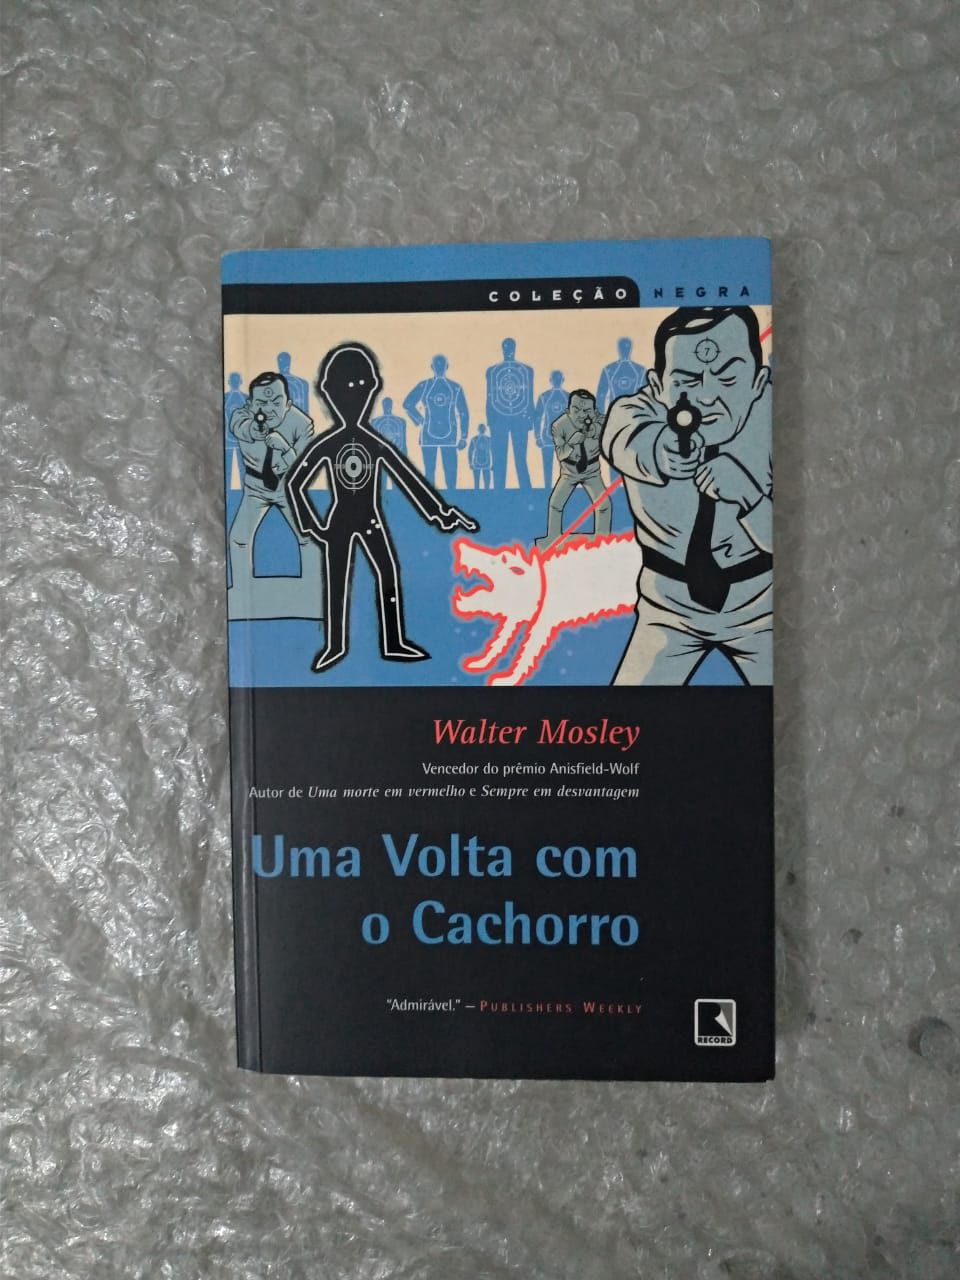 COLEÇÃO NEGRA
7
Walter Mosley
Vencedor do prêmio Anisfield-Wolf
Autor de Uma morte em vermelho e Sempre em desvantagem
Uma Volta com
o Cachorro
“Admirável.” – PUBLISHERS WEEKLY
RECORD